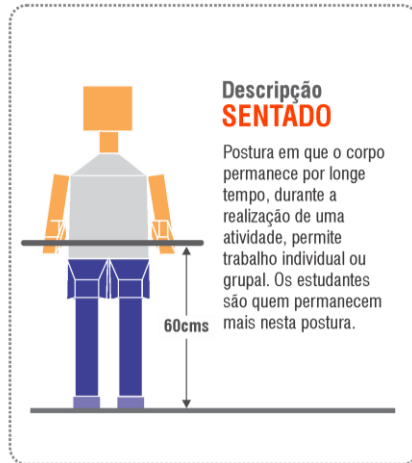 Descripção
SENTADO
Postura em que o corpo
permanece por longe
tempo, durante a
realização de uma
atividade, permite
trabalho individual ou
grupal. Os estudantes
são quem permanecem
mais nesta postura.
60cms